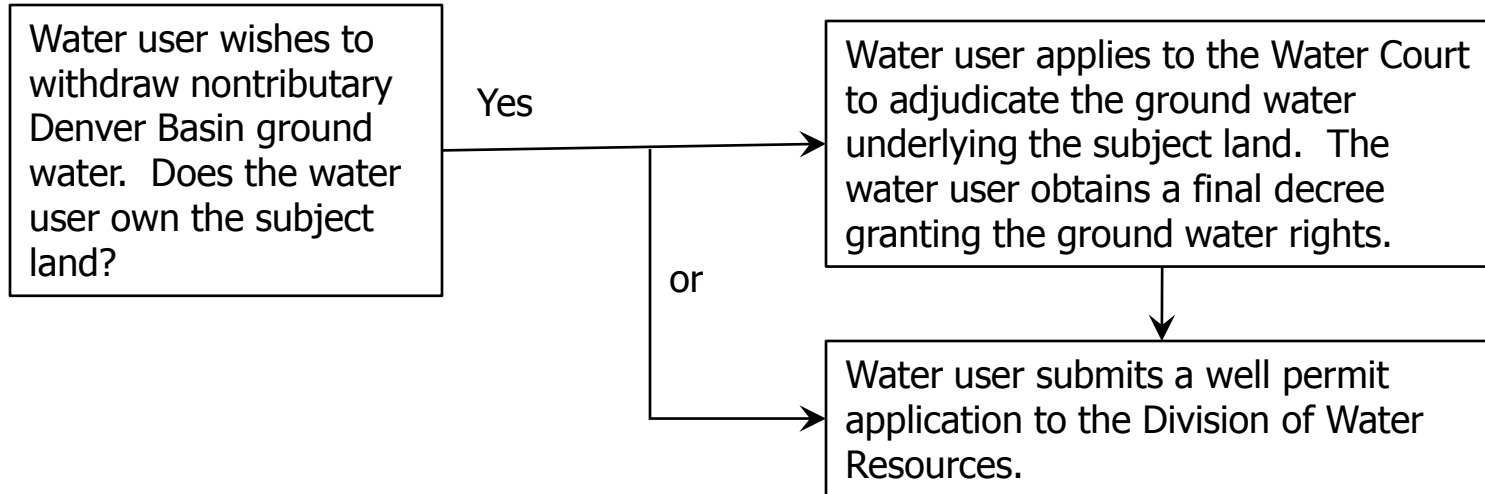 Water user wishes to
withdraw nontributary
Denver Basin ground
water.  Does the water
user own the subject
land?
Yes
or
Water user applies to the Water Court
to adjudicate the ground water
underlying the subject land.  The
water user obtains a final decree
granting the ground water rights.
Water user submits a well permit
application to the Division of Water
Resources.